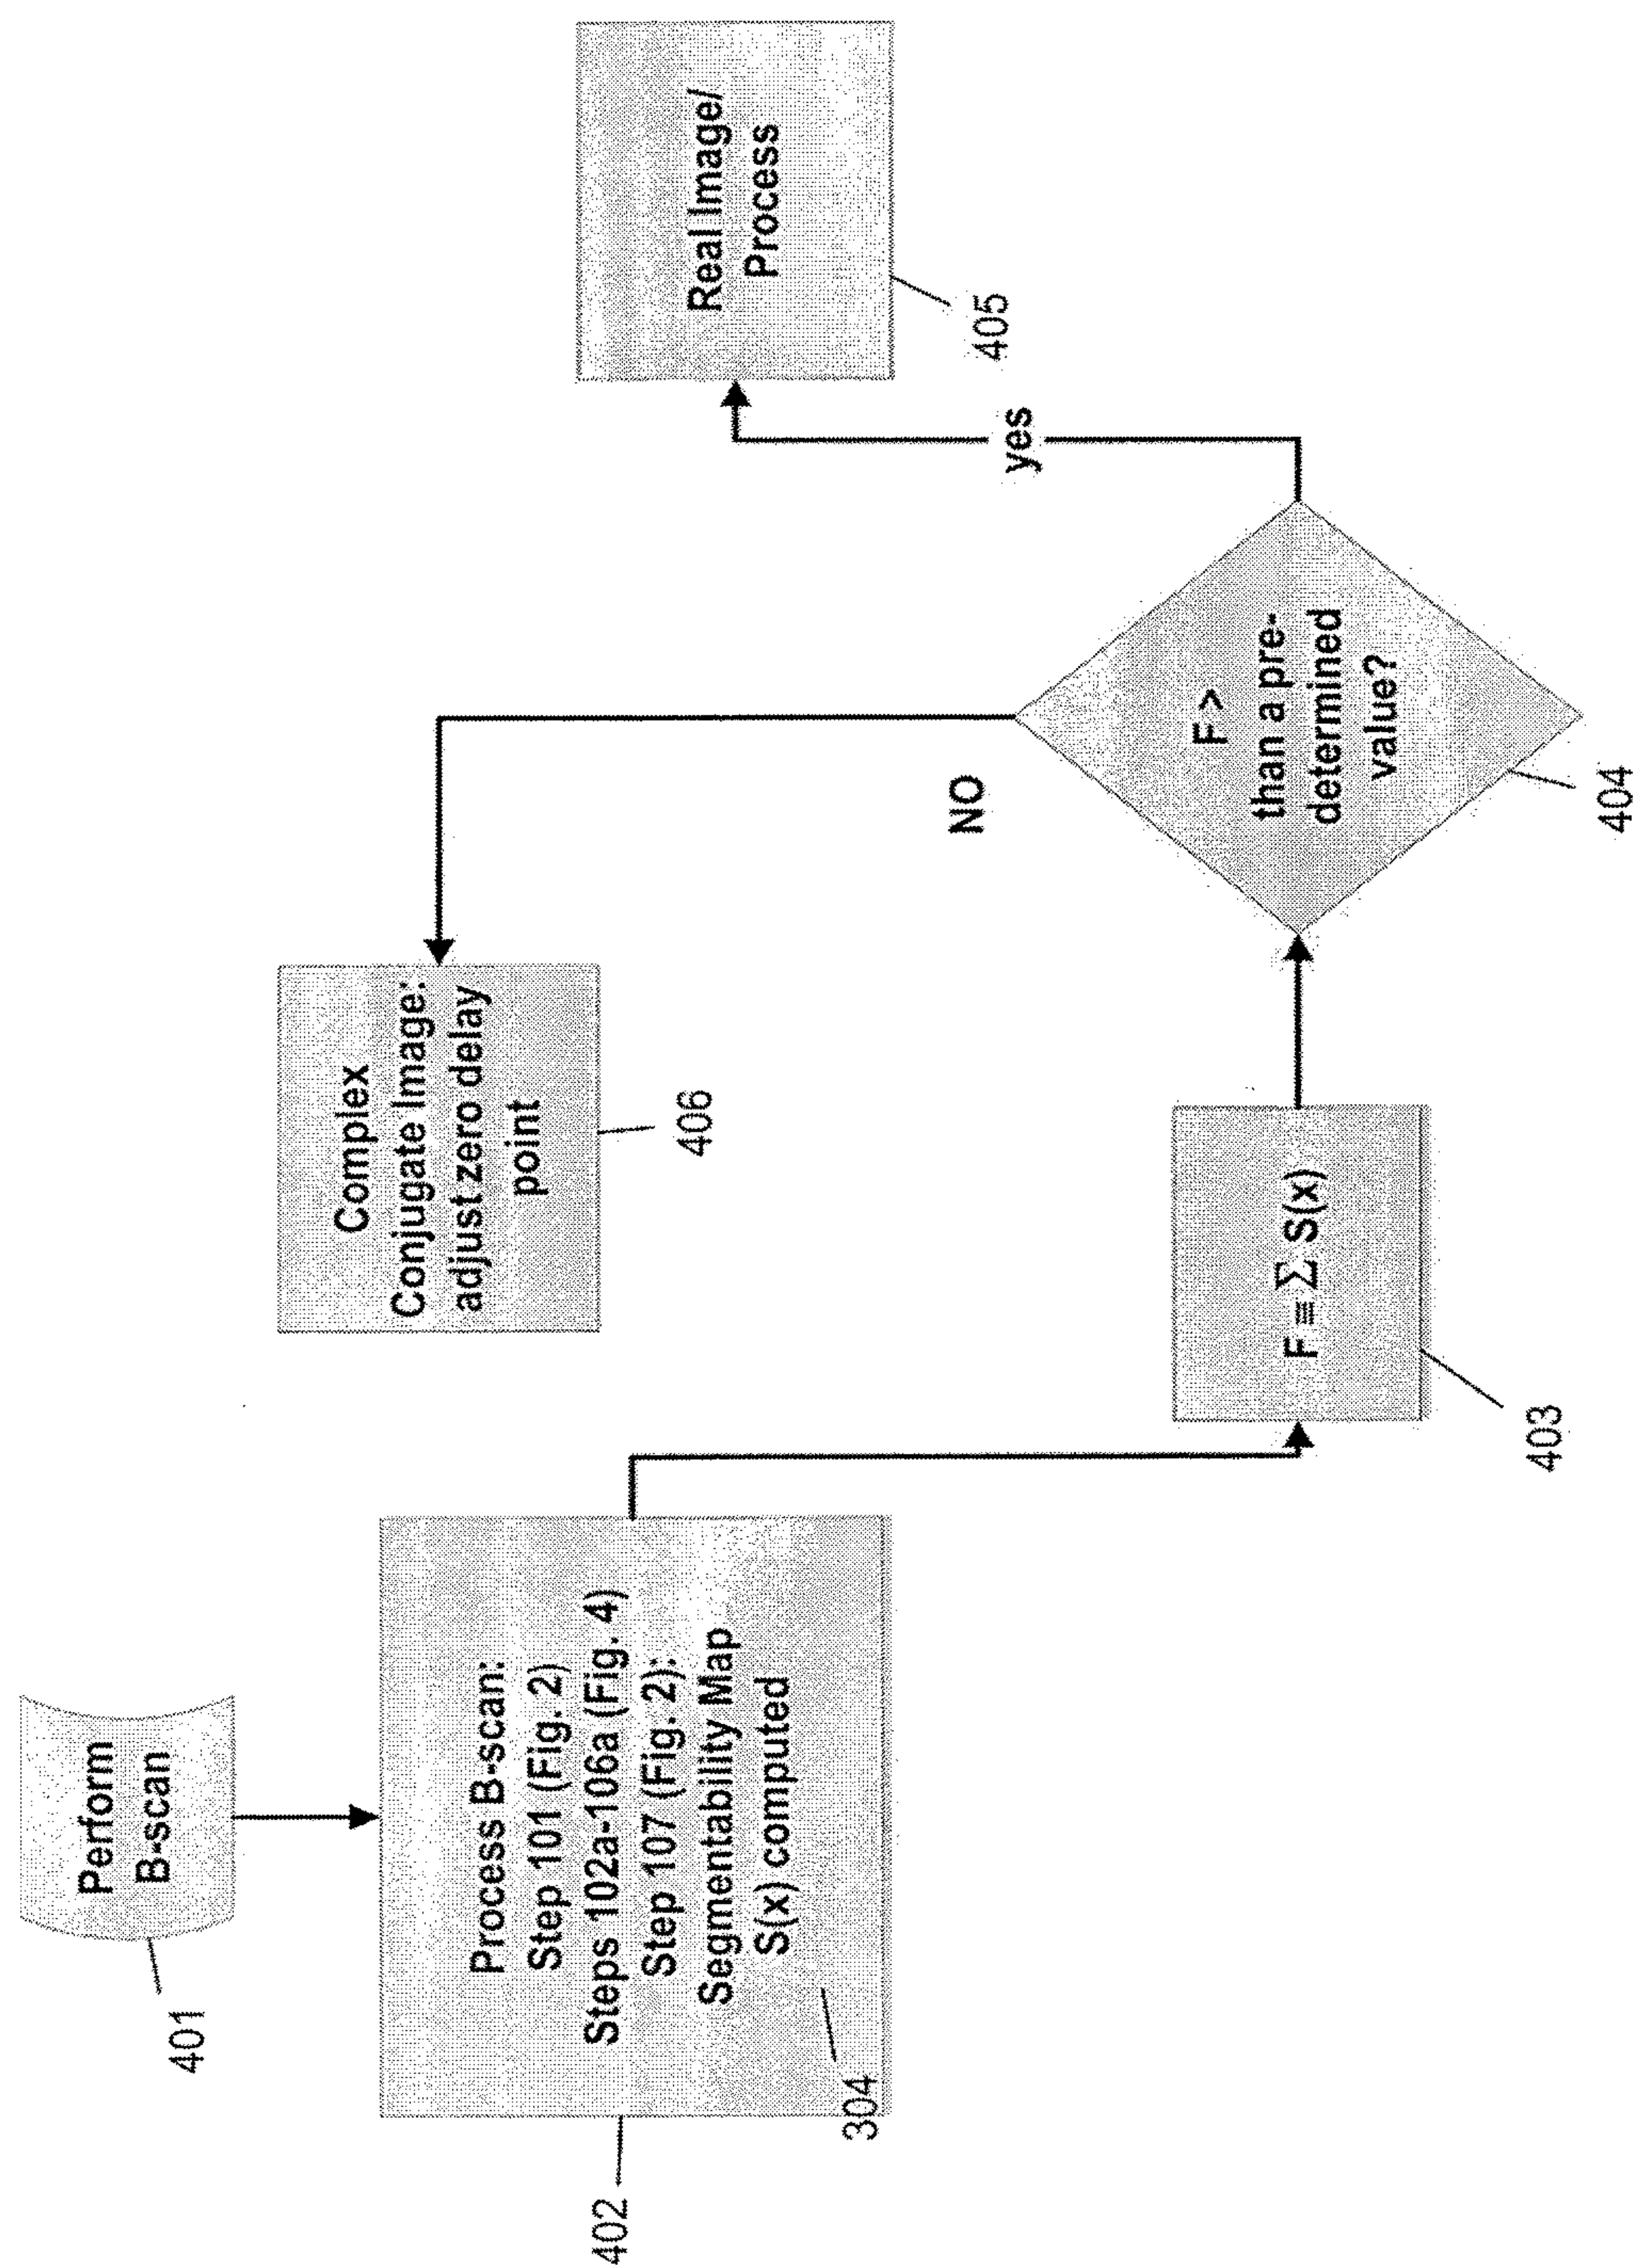 Perform
B-scan
401
Process B-scan:
Step 101 (Fig. 2)
Steps 102a-106a (Fig. 4)
Step 107 (Fig. 2):
Segmentability Map
S(x) computed
304
402
F ≡ Σ S(x)
403
F >
than a pre-
determined
value?
404
NO
yes
Complex
Conjugate Image:
adjust zero delay
point
406
Real Image/
Process
405